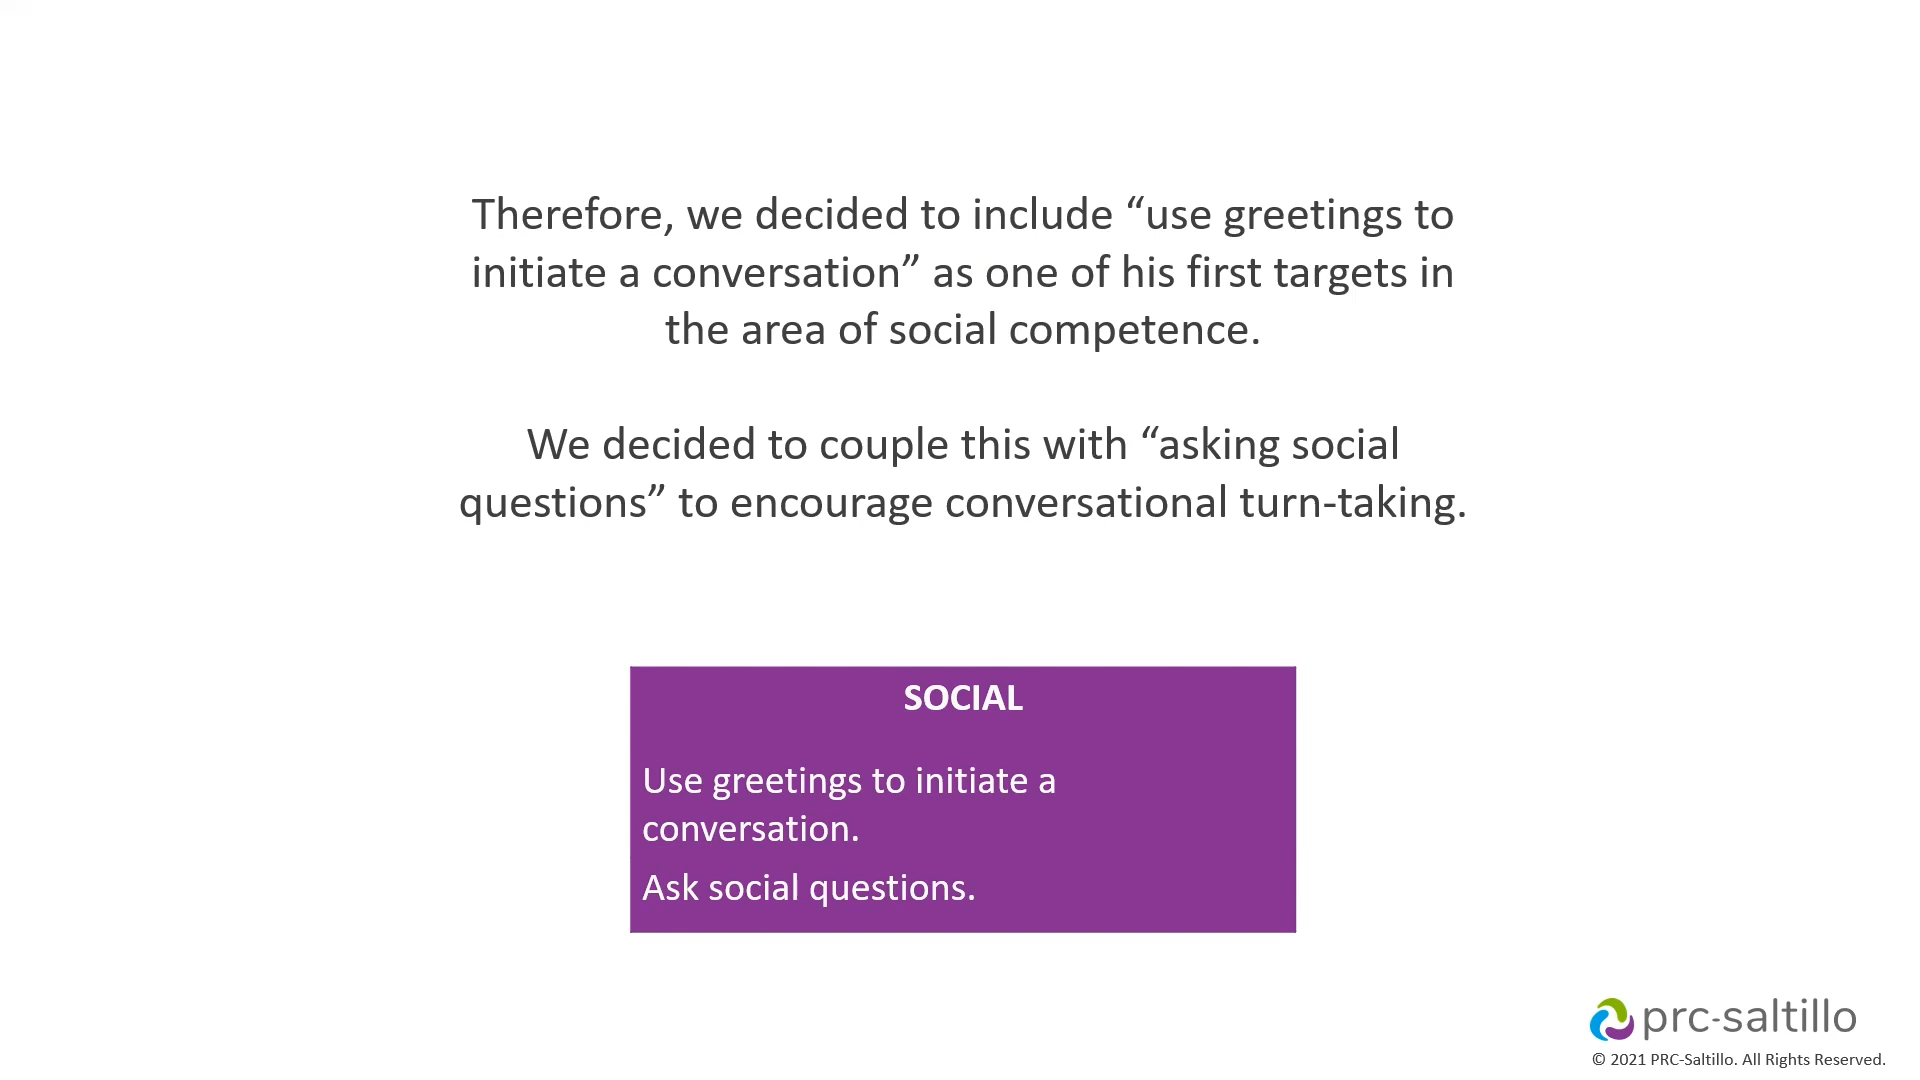 Therefore, we decided to include “use greetings to
initiate a conversation” as one of his first targets in
the area of social competence.
We decided to couple this with “asking social
questions” to encourage conversational turn-taking.
SOCIAL
Use greetings to initiate a
conversation.
Ask social questions.
prc-saltillo
© 2021 PRC-Saltillo. All Rights Reserved.